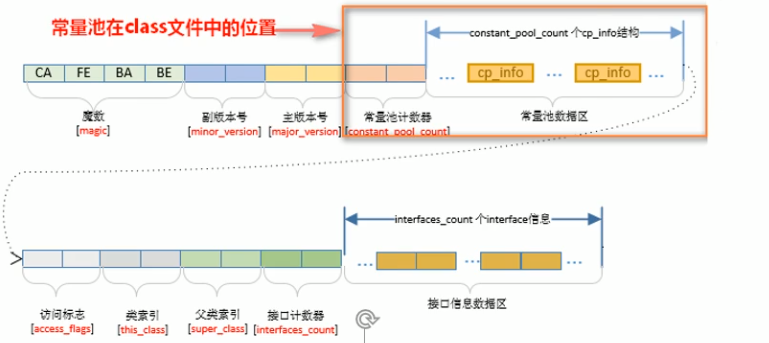 常量池在class文件中的位置
constant_pool_count 个cp_info结构
CA FE BA BE
... cp_info ... cp_info ...
魔数 副版本号 主版本号 常量池计数器 常量池数据区
[magic] [minor_version] [major_version] [constant_pool_count]
interfaces_count 个interface信息
... ... ...
访问标志 类索引 父类索引 接口计数器 接口信息数据区
[access_flags] [this_class] [super_class] [interfaces_count]